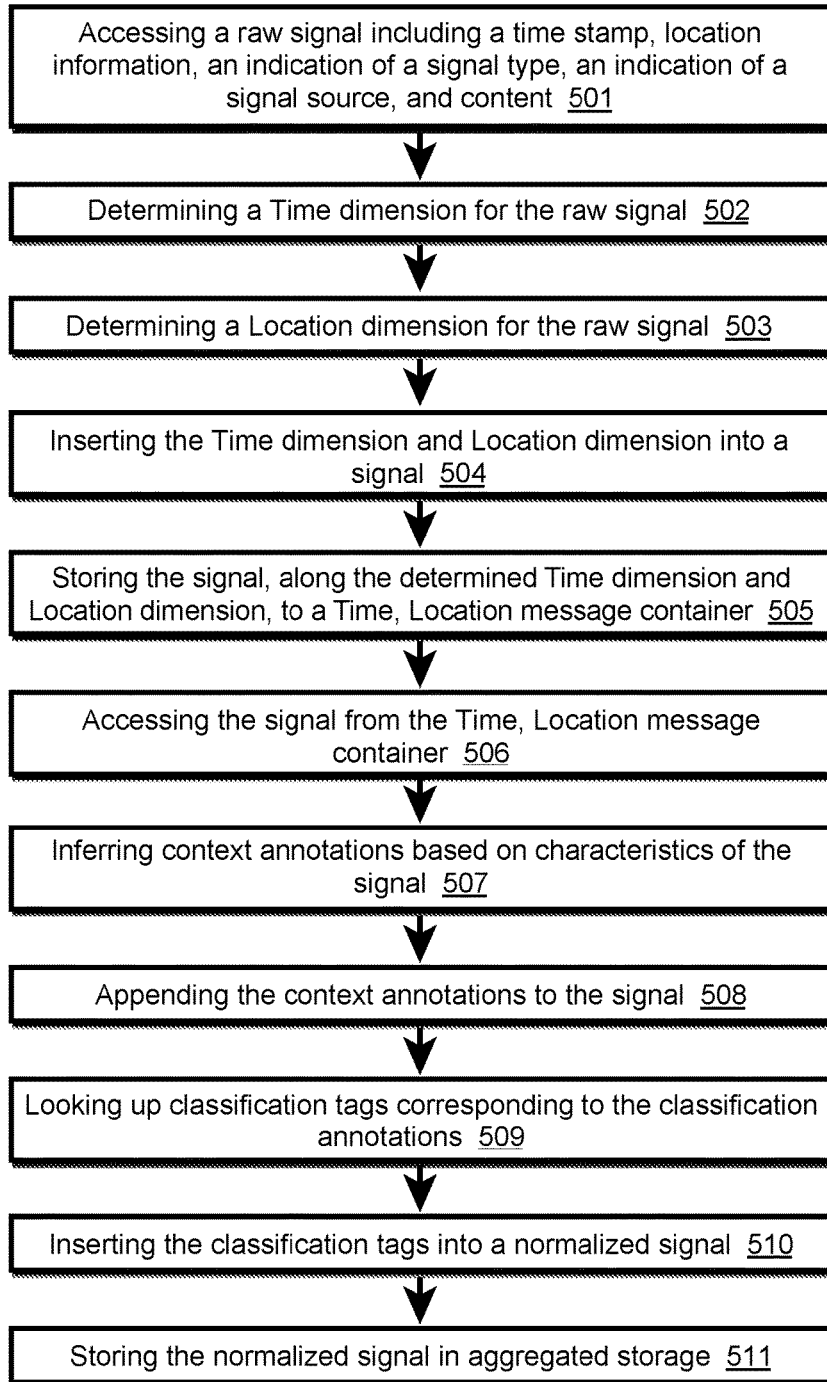 Accessing a raw signal including a time stamp, location
information, an indication of a signal type, an indication of a
signal source, and content 501
Determining a Time dimension for the raw signal 502
Determining a Location dimension for the raw signal 503
Inserting the Time dimension and Location dimension into a
signal 504
Storing the signal, along the determined Time dimension and
Location dimension, to a Time, Location message container 505
Accessing the signal from the Time, Location message
container 506
Inferring context annotations based on characteristics of the
signal 507
Appending the context annotations to the signal 508
Looking up classification tags corresponding to the classification
annotations 509
Inserting the classification tags into a normalized signal 510
Storing the normalized signal in aggregated storage 511